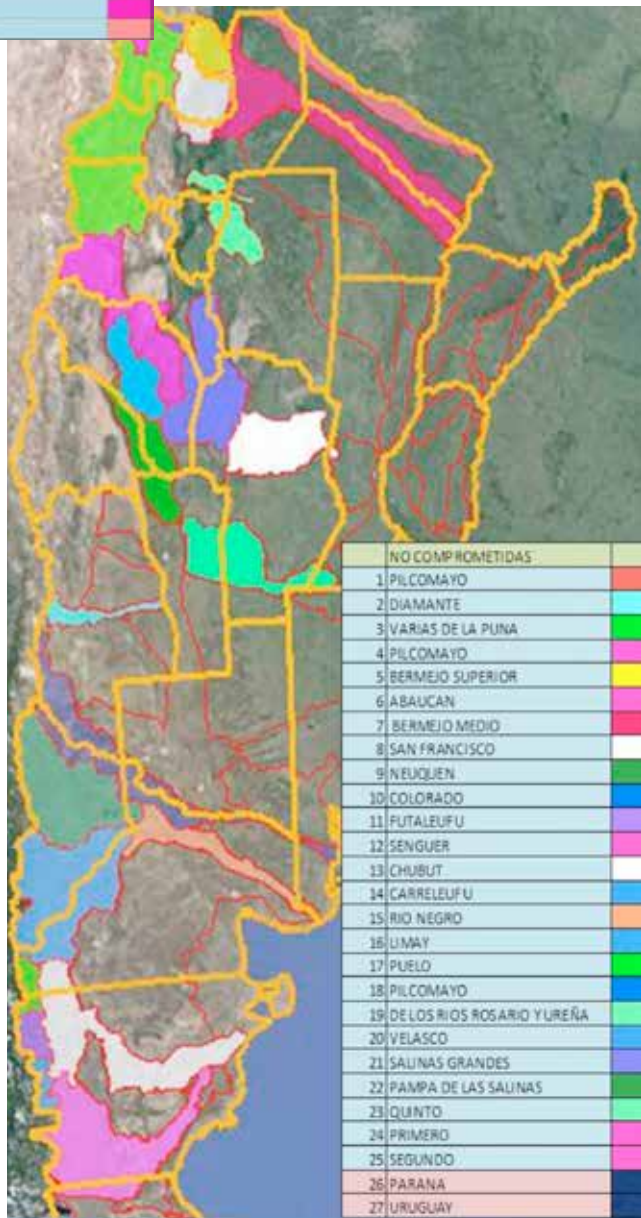 NO COMPROMETIDAS
1 PILCOMAYO
2 DIAMANTE
3 VARIAS DE LA PUNA
4 PILCOMAYO
5 BERMEJO SUPERIOR
6 ABAUCAN
7 BERMEJO MEDIO
8 SAN FRANCISCO
9 NEUQUEN
10 COLORADO
11 FUTALEUFU
12 SENGUER
13 CHUBUT
14 CARRELEUFU
15 RIO NEGRO
16 LIMAY
17 PUELO
18 PILCOMAYO
19 DE LOS RIOS ROSARIO Y UREÑA
20 VELASCO
21 SALINAS GRANDES
22 PAMPA DE LAS SALINAS
23 QUINTO
24 PRIMERO
25 SEGUNDO
26 PARANA
27 URUGUAY